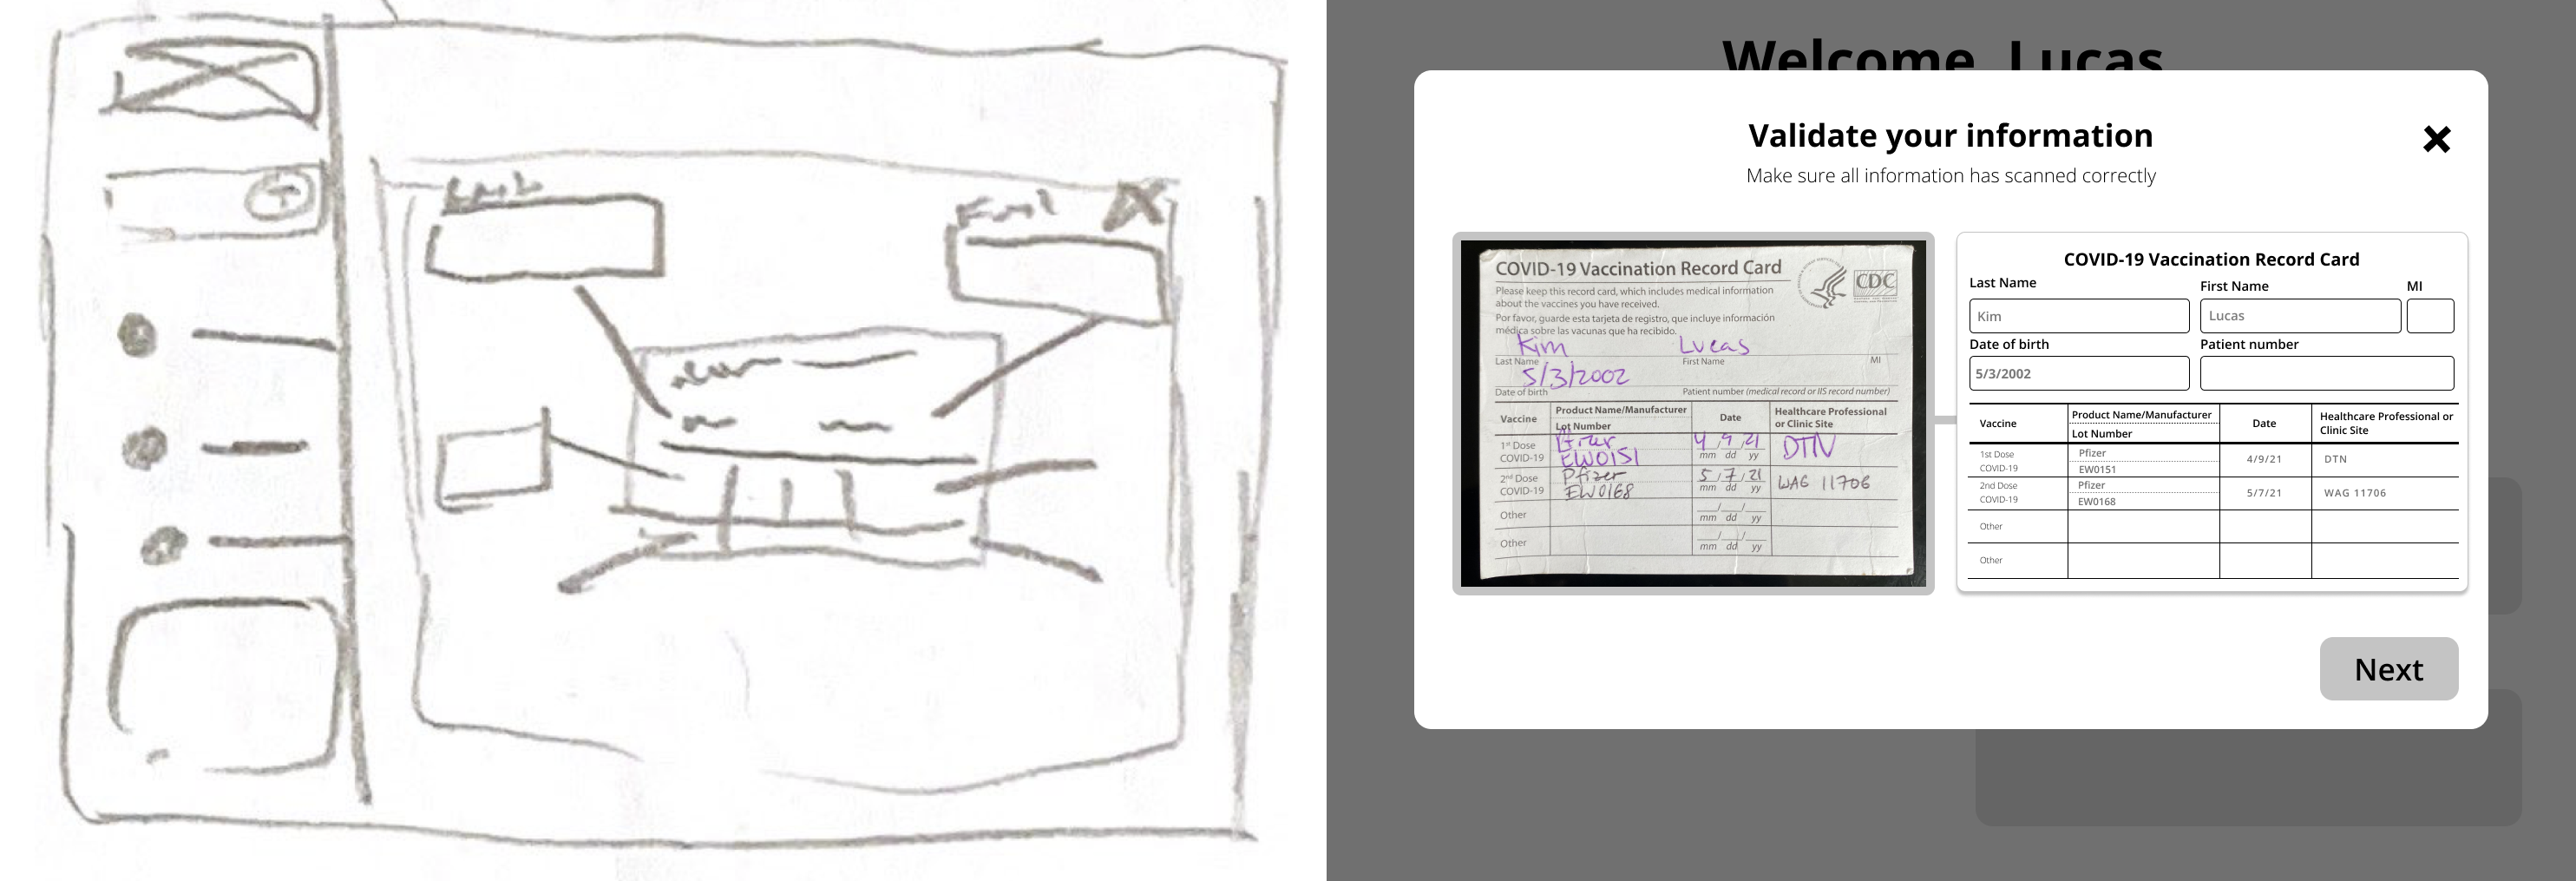 Last
First
X
Welcome, Lucas
Validate your information
Make sure all information has scanned correctly
COVID-19 Vaccination Record Card
CDC
Please keep this record card, which includes medical information
about the vaccines you have received.
Por favor, guarde esta tarjeta de registro, que incluye información
médica sobre las vacunas que ha recibido.
Kim Lucas
Last Name First Name MI
5/3/2002
Date of birth Patient number (medical record or IIS record number)
Vaccine Product Name/Manufacturer Date Healthcare Professional
Lot Number or Clinic Site
1st Dose Pfizer 4/9/21 DTN
COVID-19 EW0151 mm dd yy
2nd Dose Pfizer 5/7/21 WAG 11706
COVID-19 EW0168 mm dd yy
Other ___/___/___
mm dd yy
Other ___/___/___
mm dd yy
COVID-19 Vaccination Record Card
Last Name First Name MI
Kim Lucas
Date of birth Patient number
5/3/2002
Vaccine Product Name/Manufacturer Date Healthcare Professional or
Lot Number Clinic Site
1st Dose Pfizer 4/9/21 DTN
COVID-19 EW0151
2nd Dose Pfizer 5/7/21 WAG 11706
COVID-19 EW0168
Other
Other
Next